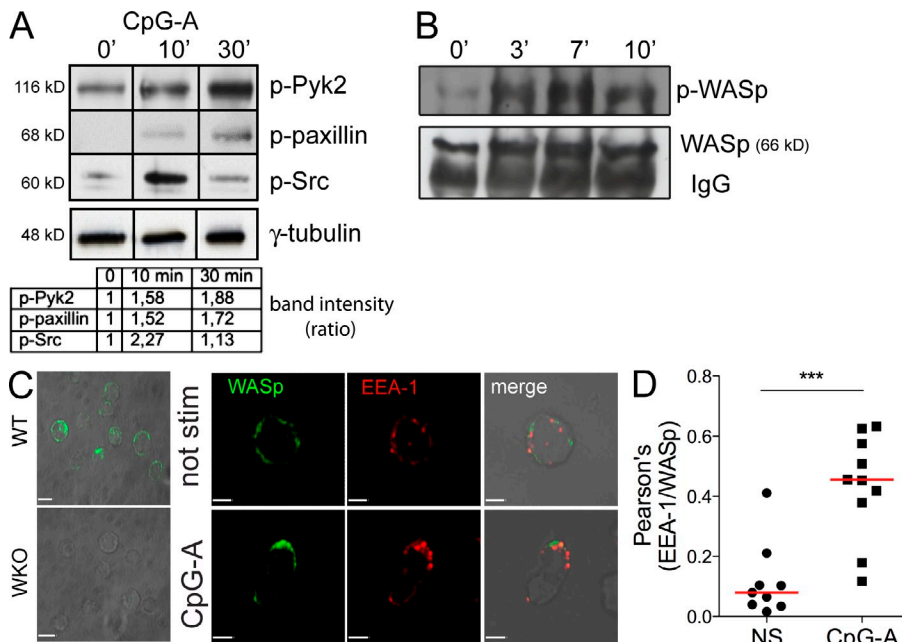 A
CpG-A
0' 10' 30'
116 kD p-Pyk2
68 kD p-paxillin
60 kD p-Src
48 kD γ-tubulin
0 10 min 30 min
p-Pyk2 1 1,58 1,88
p-paxillin 1 1,52 1,72
p-Src 1 2,27 1,13
band intensity
(ratio)
B
0' 3' 7' 10'
p-WASp
WASp (66 kD)
IgG
C
WT
WKO
WASp EEA-1 merge
not stim
CpG-A
D
***
Pearson's
(EEA-1/WASp)
0.8
0.6
0.4
0.2
0.0
NS CpG-A